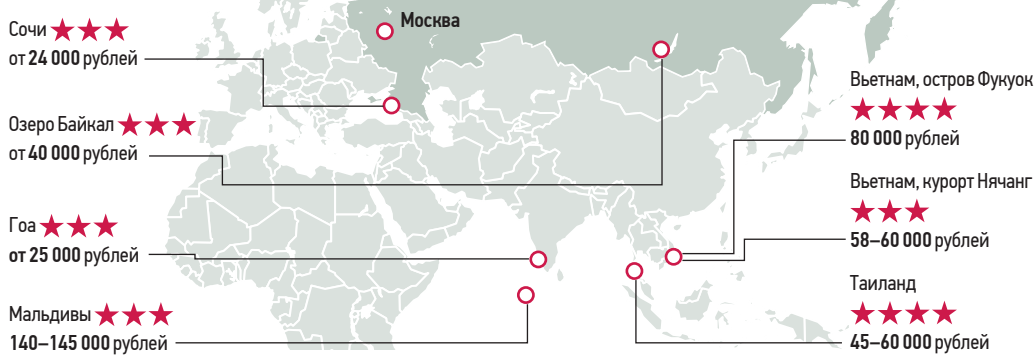 Москва
Сочи ★★★
от 24 000 рублей
Озеро Байкал ★★★
от 40 000 рублей
Гоа ★★★
от 25 000 рублей
Мальдивы ★★★
140–145 000 рублей
Вьетнам, остров Фукуок
★★★★
80 000 рублей
Вьетнам, курорт Нячанг
★★★
58–60 000 рублей
Таиланд
★★★★
45–60 000 рублей